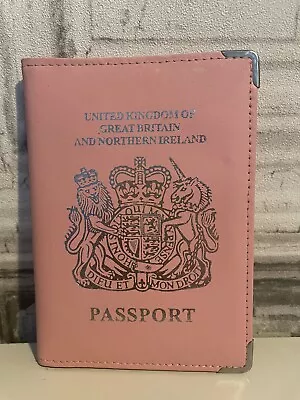 UNITED KINGDOM OF
GREAT BRITAIN
AND NORTHERN IRELAND
DIEU ET MON DROIT
PASSPORT